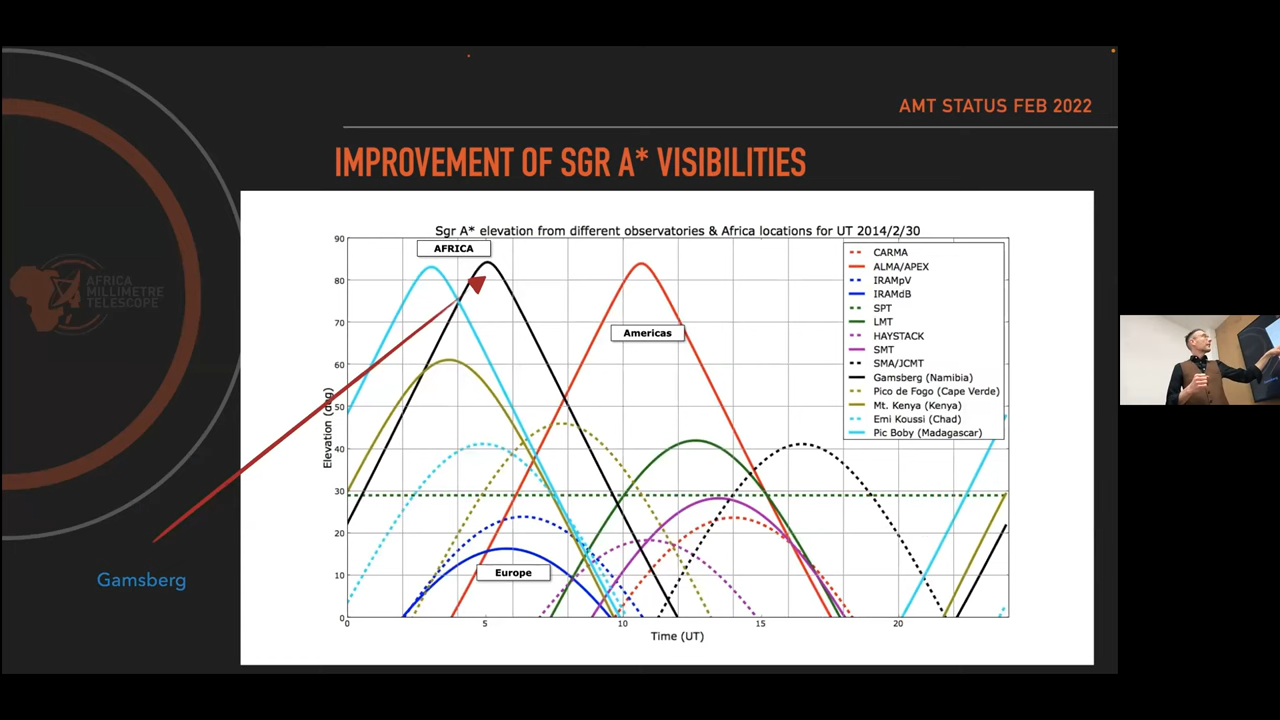 AMT STATUS FEB 2022
IMPROVEMENT OF SGR A* VISIBILITIES
AFRICA
MILLIMETRE
TELESCOPE
Gamsberg
Sgr A* elevation from different observatories & Africa locations for UT 2014/2/30
AFRICA
Americas
Europe
Elevation (deg)
90
80
70
60
50
40
30
20
10
0
0
5
10
15
20
Time (UT)
CARMA
ALMA/APEX
IRAMpV
IRAMdB
SPT
LMT
HAYSTACK
SMT
SMA/JCMT
Gamsberg (Namibia)
Pico de Fogo (Cape Verde)
Mt. Kenya (Kenya)
Emi Koussi (Chad)
Pic Boby (Madagascar)